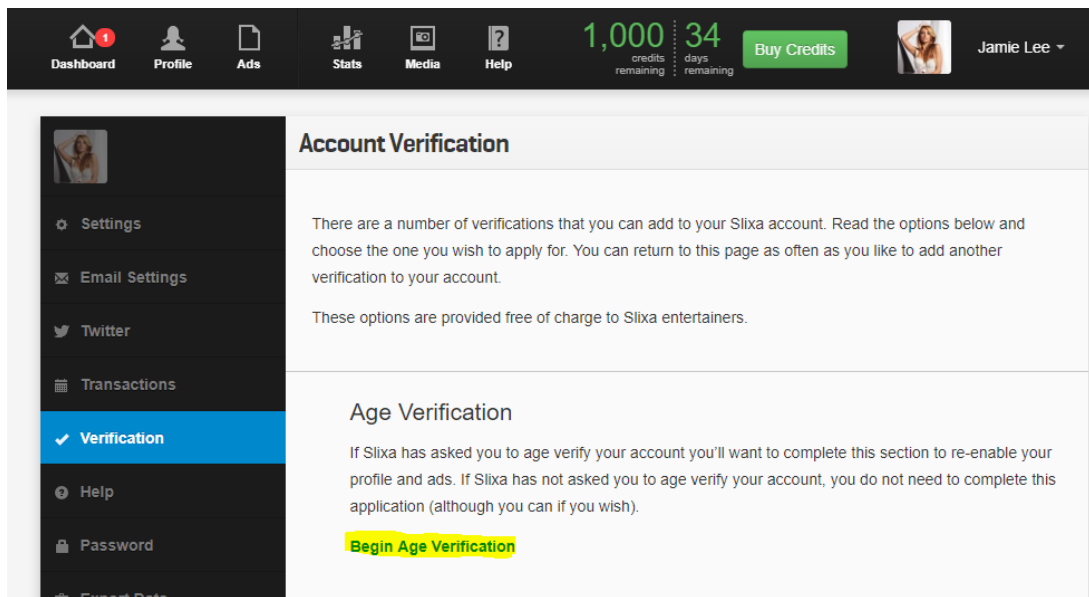 1
Dashboard
Profile
Ads
Stats
Media
Help
1,000
credits
remaining
34
days
remaining
Buy Credits
Jamie Lee
Account Verification
Settings
Email Settings
Twitter
Transactions
Verification
Help
Password
Export Data
There are a number of verifications that you can add to your Slixa account. Read the options below and
choose the one you wish to apply for. You can return to this page as often as you like to add another
verification to your account.
These options are provided free of charge to Slixa entertainers.
Age Verification
If Slixa has asked you to age verify your account you'll want to complete this section to re-enable your
profile and ads. If Slixa has not asked you to age verify your account, you do not need to complete this
application (although you can if you wish).
Begin Age Verification